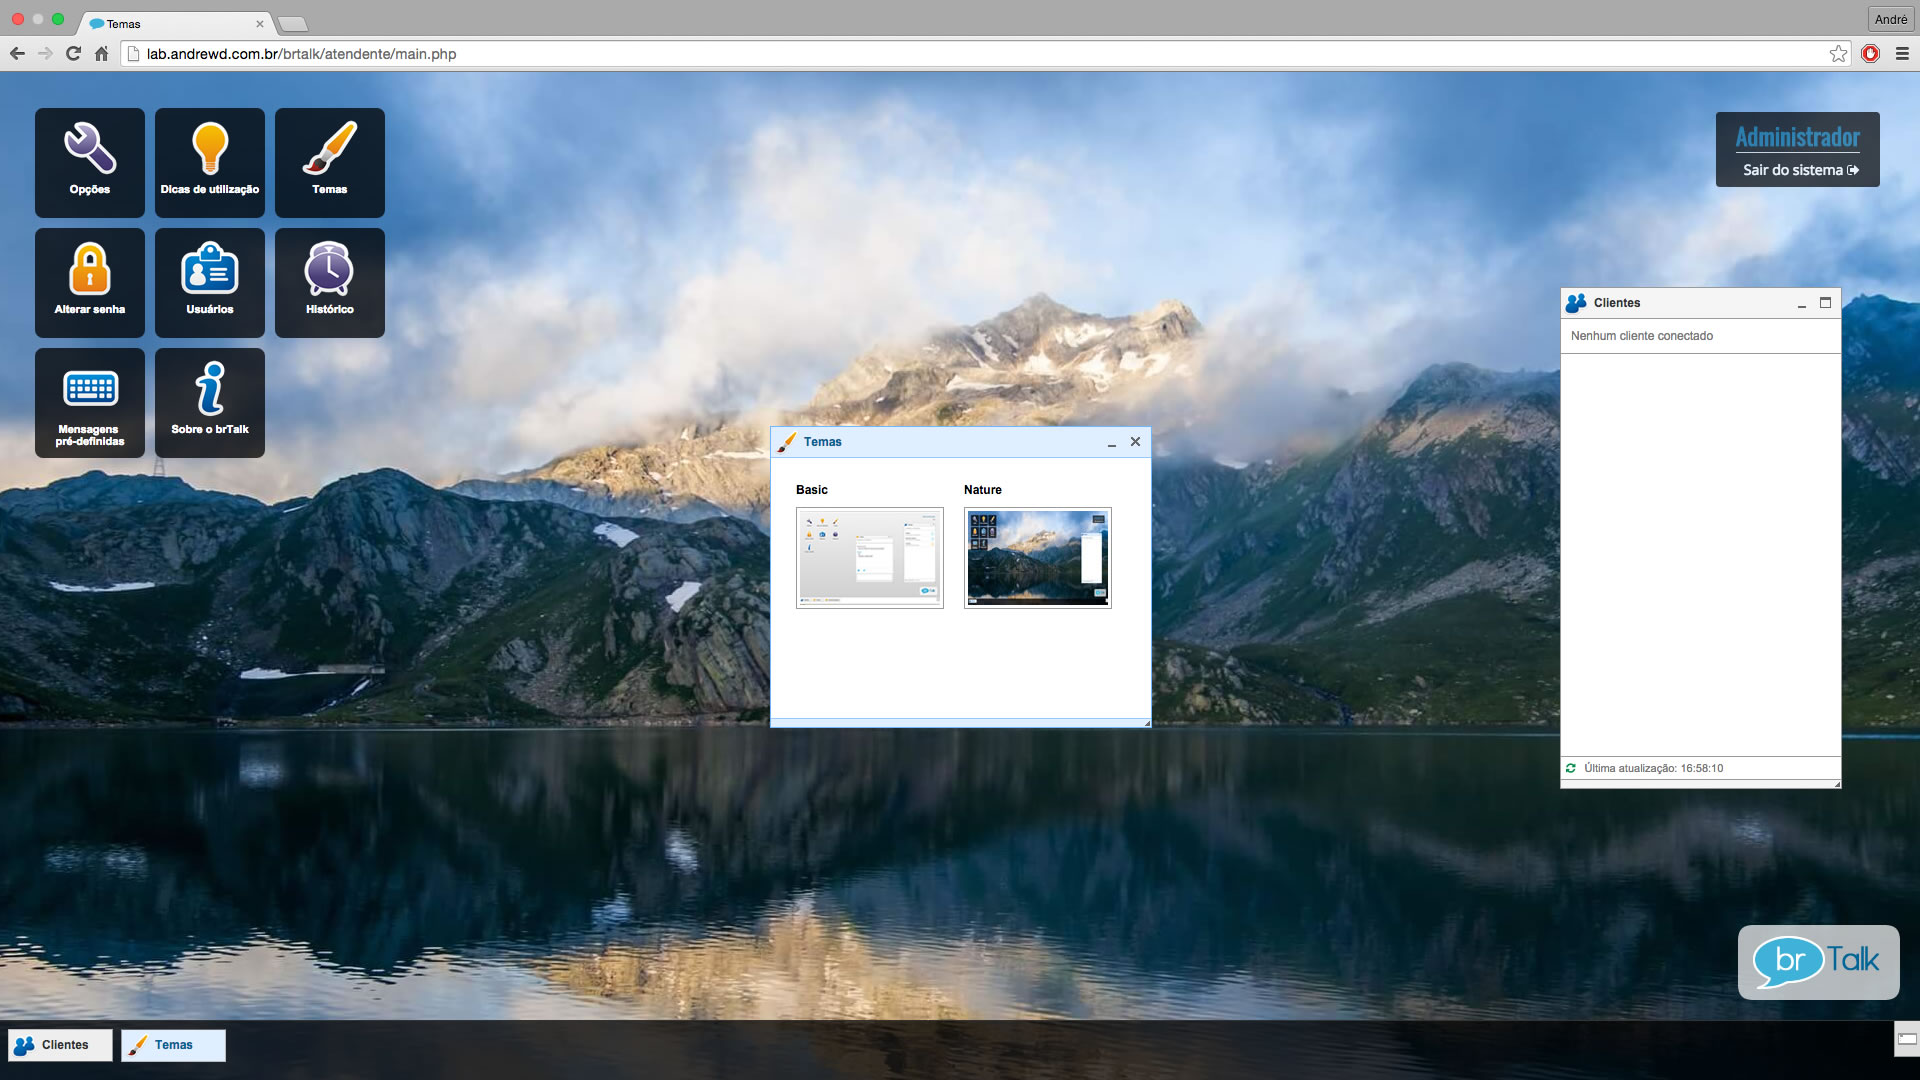 Temas
André
lab.andrewd.com.br/brtalk/atendente/main.php
Opções
Dicas de utilização
Temas
Administrador
Sair do sistema
Alterar senha
Usuários
Histórico
Clientes
Nenhum cliente conectado
Mensagens
pré-definidas
Sobre o brTalk
Temas
Basic
Nature
Última atualização: 16:58:10
br Talk
Clientes
Temas